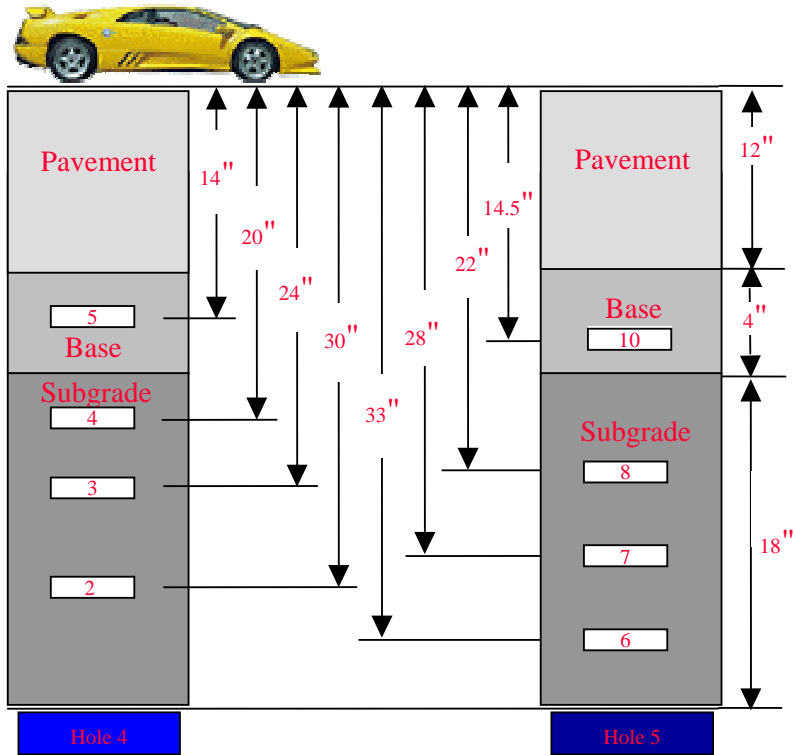 Pavement
Pavement
12"
14"
14.5"
20"
22"
24"
5
Base
Base
4"
30"
28"
10
Subgrade
4
33"
Subgrade
3
8
18"
2
7
6
Hole 4
Hole 5